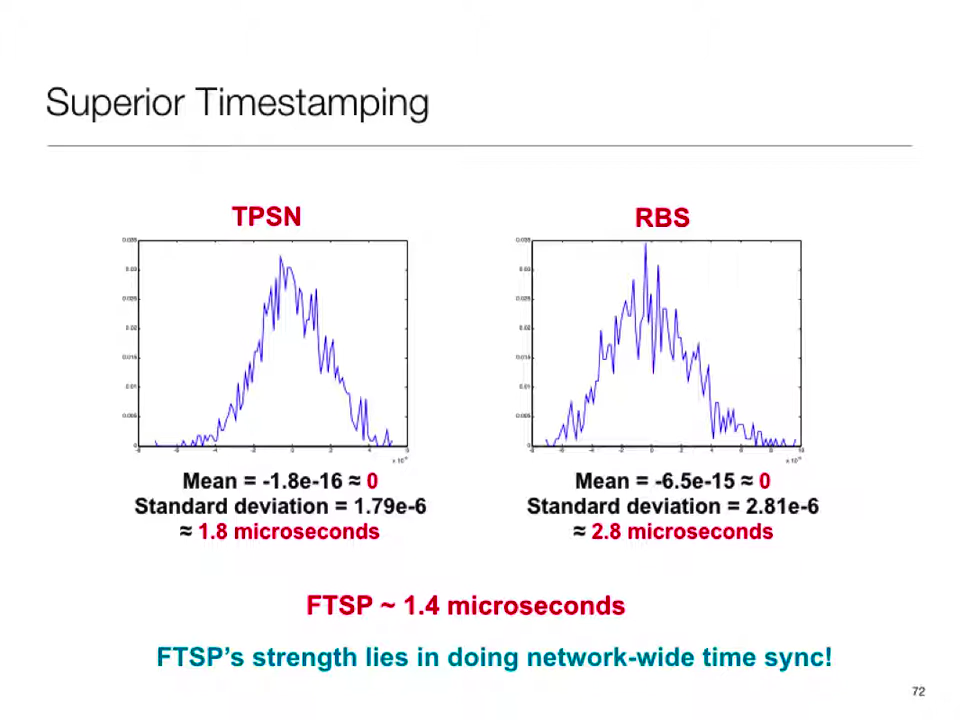 Superior Timestamping
TPSN
RBS
Mean = -1.8e-16 ≈ 0
Standard deviation = 1.79e-6
≈ 1.8 microseconds
Mean = -6.5e-15 ≈ 0
Standard deviation = 2.81e-6
≈ 2.8 microseconds
FTSP ~ 1.4 microseconds
FTSP's strength lies in doing network-wide time sync!
72